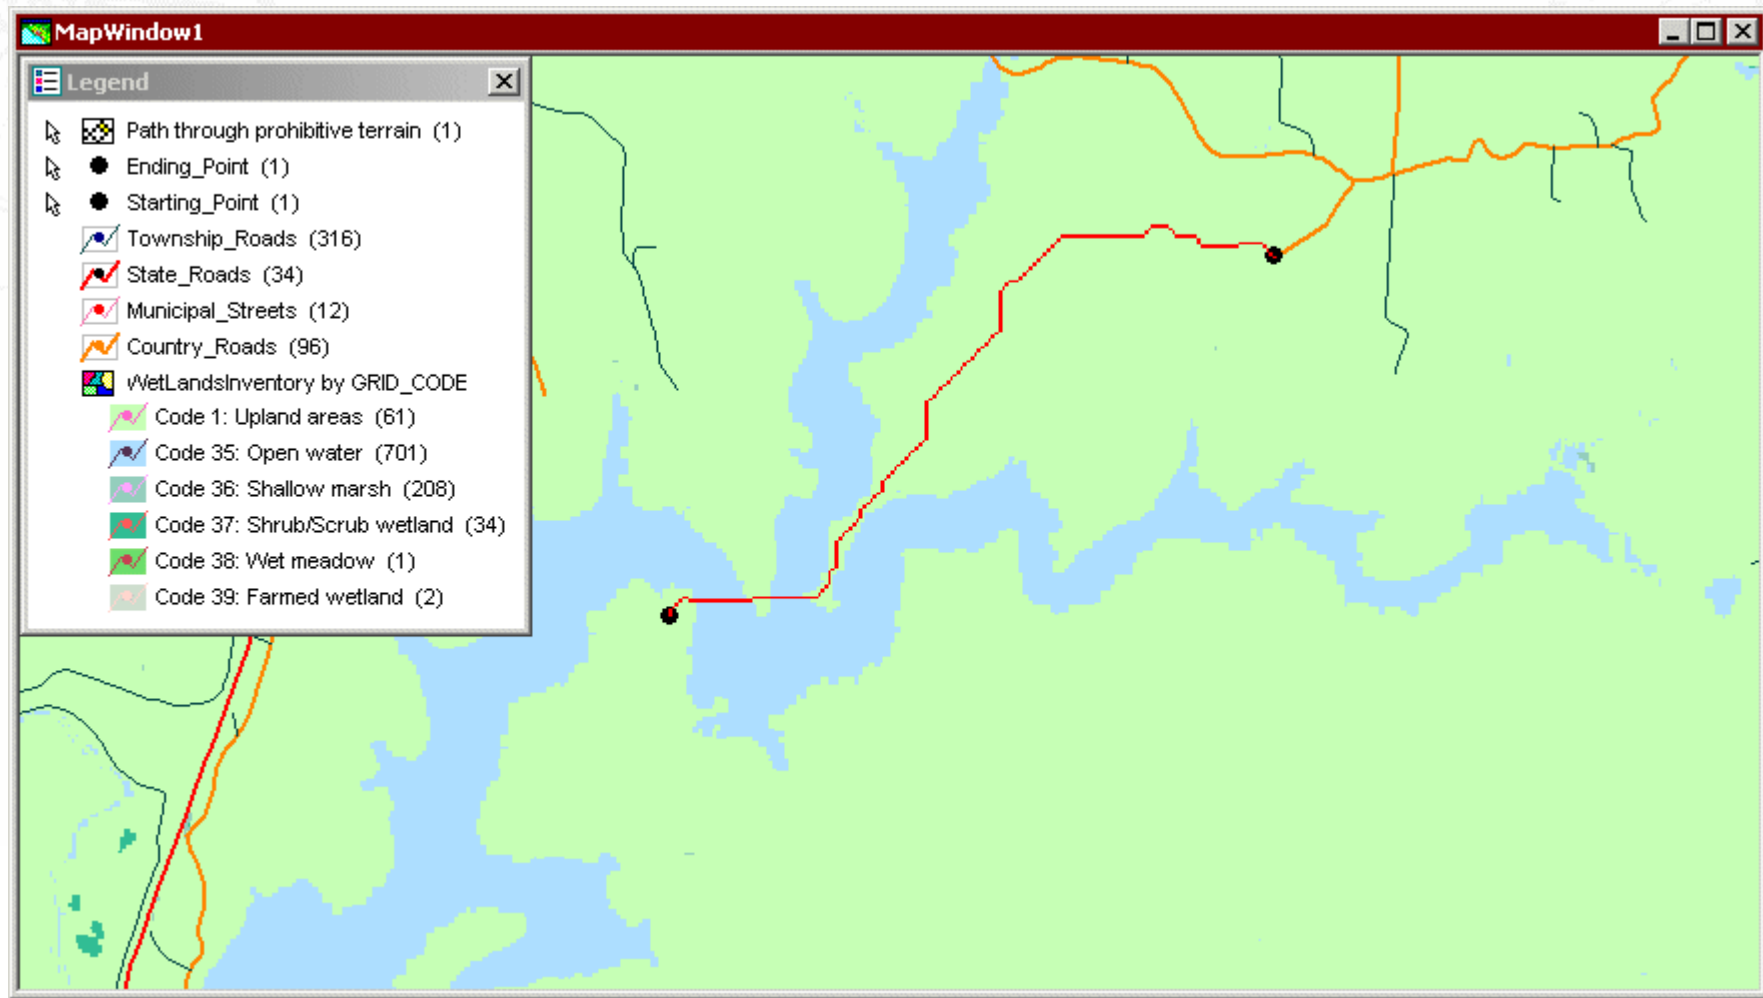 MapWindow1
Legend
Path through prohibitive terrain (1)
Ending_Point (1)
Starting_Point (1)
Township_Roads (316)
State_Roads (34)
Municipal_Streets (12)
Country_Roads (96)
WetLandsInventory by GRID_CODE
Code 1: Upland areas (61)
Code 35: Open water (701)
Code 36: Shallow marsh (208)
Code 37: Shrub/Scrub wetland (34)
Code 38: Wet meadow (1)
Code 39: Farmed wetland (2)